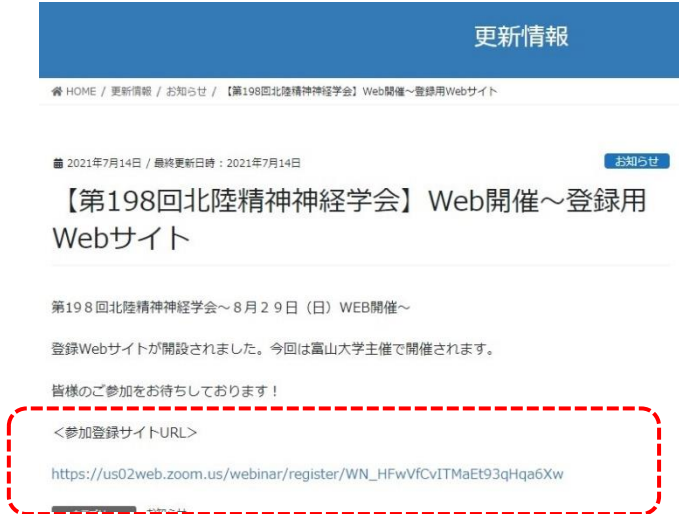 更新情報
HOME / 更新情報 / お知らせ / 【第198回北陸精神神経学会】Web開催～登録用Webサイト
2021年7月14日 / 最終更新日時 : 2021年7月14日
お知らせ
【第198回北陸精神神経学会】Web開催～登録用
Webサイト
第198回北陸精神神経学会～８月２９日（日）WEB開催～
登録Webサイトが開設されました。今回は富山大学主催で開催されます。
皆様のご参加をお待ちしております！
＜参加登録サイトURL＞
https://us02web.zoom.us/webinar/register/WN_HFwVfCvITMaEt93qHqa6Xw
お知らせ